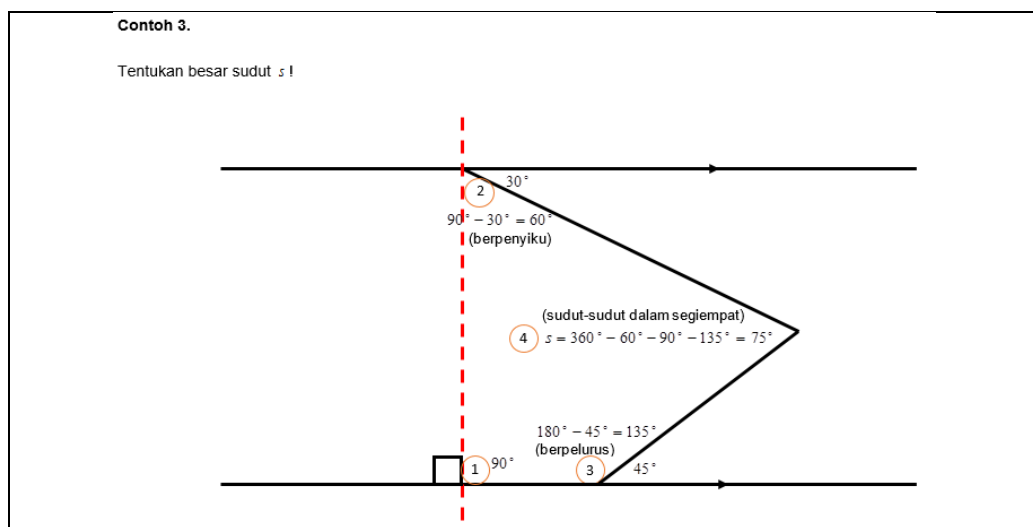 Contoh 3.
Tentukan besar sudut s !
30°
2
90° − 30° = 60°
(berpenyiku)
(sudut-sudut dalam segiempat)
4 s = 360° − 60° − 90° − 135° = 75°
180° − 45° = 135°
(berpelurus)
1 90°
3
45°